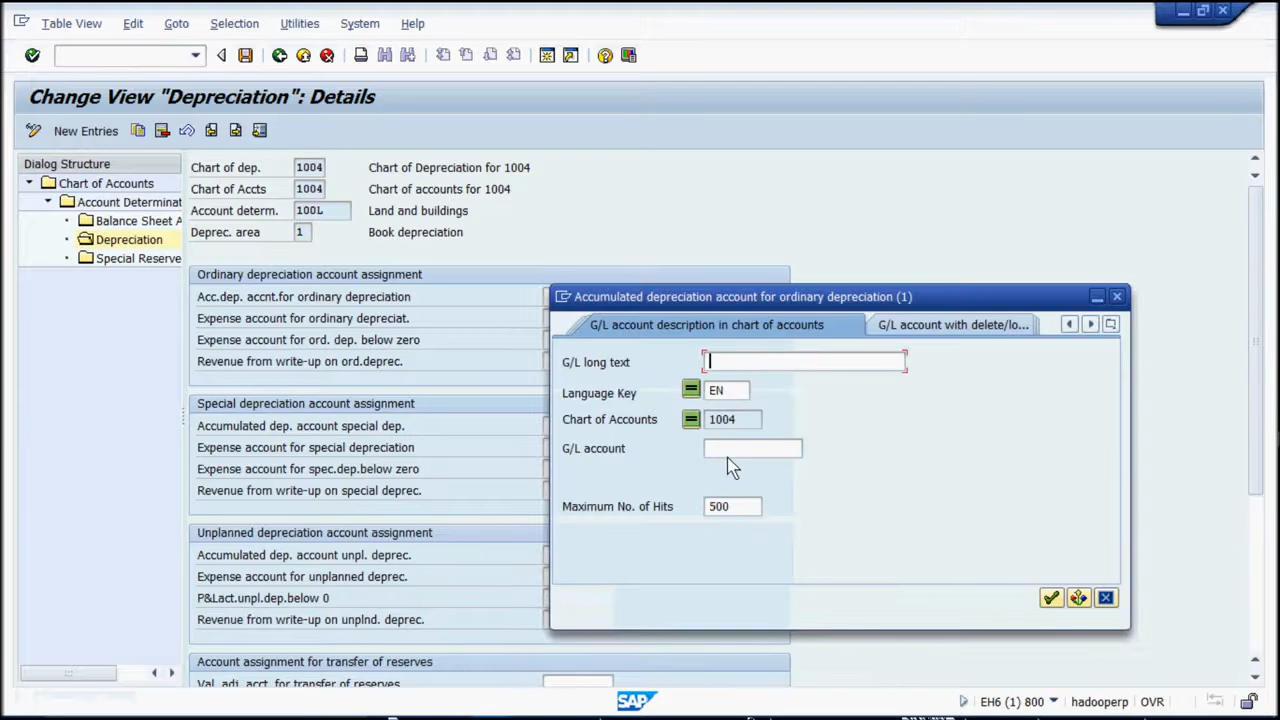 Table View Edit Goto Selection Utilities System Help
Change View "Depreciation": Details
New Entries
Dialog Structure
Chart of Accounts
Account Determinat
Balance Sheet A
Depreciation
Special Reserve
Chart of dep. 1004 Chart of Depreciation for 1004
Chart of Accts 1004 Chart of accounts for 1004
Account determ. 100L Land and buildings
Deprec. area 1 Book depreciation
Ordinary depreciation account assignment
Acc.dep. accnt.for ordinary depreciation
Expense account for ordinary depreciat.
Expense account for ord. dep. below zero
Revenue from write-up on ord.deprec.
Special depreciation account assignment
Accumulated dep. account special dep.
Expense account for special depreciation
Expense account for spec.dep.below zero
Revenue from write-up on special deprec.
Unplanned depreciation account assignment
Accumulated dep. account unpl. deprec.
Expense account for unplanned deprec.
P&Lact.unpl.dep.below 0
Revenue from write-up on unplnd. deprec.
Account assignment for transfer of reserves
Val. adj. acct. for transfer of reserves
Accumulated depreciation account for ordinary depreciation (1)
G/L account description in chart of accounts G/L account with delete/lo...
G/L long text
Language Key EN
Chart of Accounts 1004
G/L account
Maximum No. of Hits 500
SAP
EH6 (1) 800 hadooperp OVR